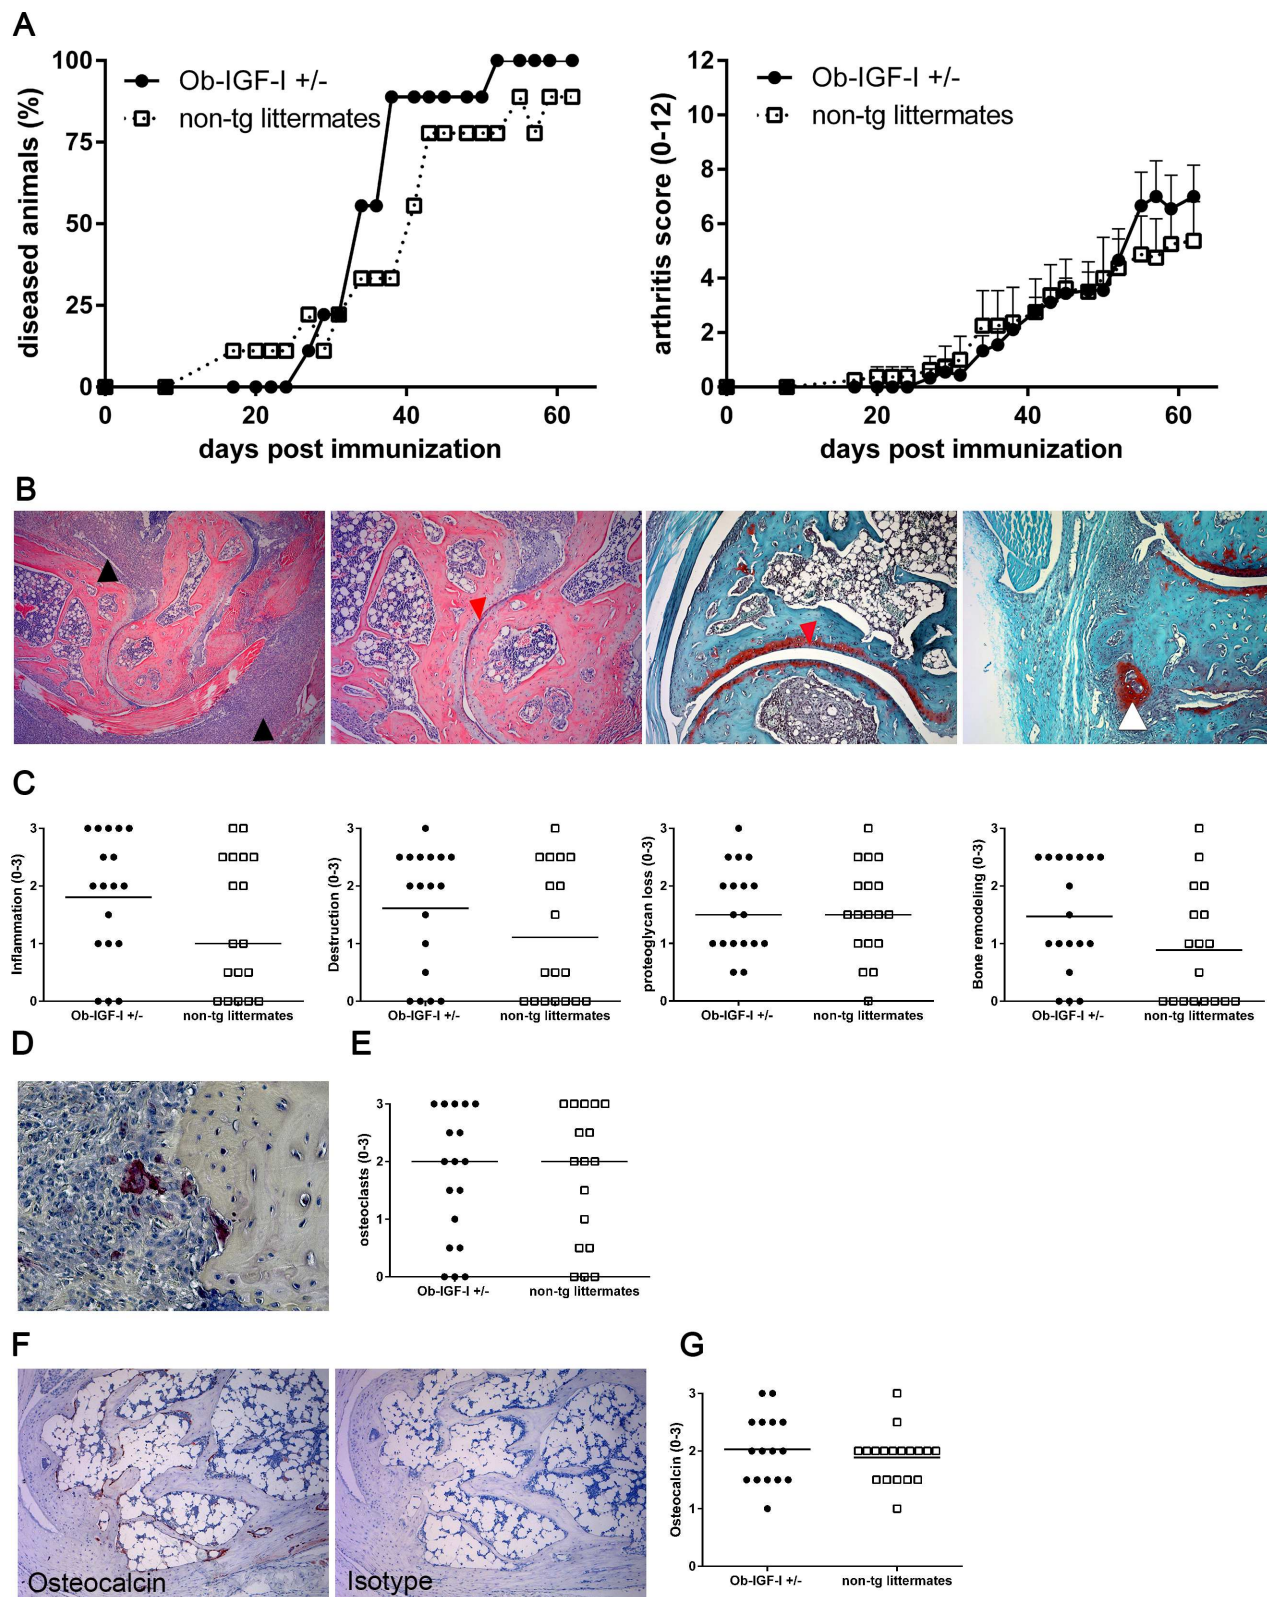 A
diseased animals (%)
100
75
50
25
0
0 20 40 60
days post immunization
Ob-IGF-I +/-
non-tg littermates
arthritis score (0-12)
12
10
8
6
4
2
0
0 20 40 60
days post immunization
Ob-IGF-I +/-
non-tg littermates
B
C
Inflammation (0-3)
3
2
1
0
Ob-IGF-I +/- non-tg littermates
Destruction (0-3)
3
2
1
0
Ob-IGF-I +/- non-tg littermates
proteoglycan loss (0-3)
3
2
1
0
Ob-IGF-I +/- non-tg littermates
Bone remodeling (0-3)
3
2
1
0
Ob-IGF-I +/- non-tg littermates
D
E
osteoclasts (0-3)
3
2
1
0
Ob-IGF-I +/- non-tg littermates
F
Osteocalcin
Isotype
G
Osteocalcin (0-3)
3
2
1
0
Ob-IGF-I +/- non-tg littermates